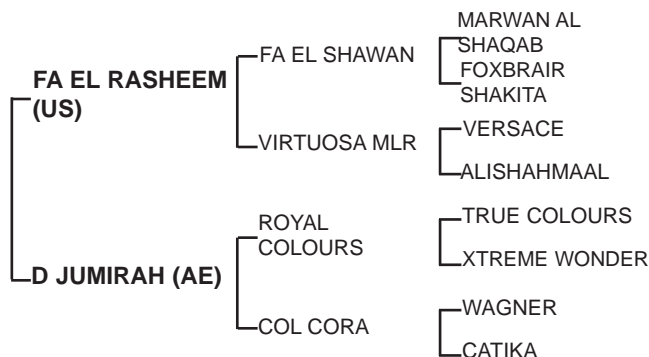 MARWAN AL
SHAQAB
FA EL SHAWAN
FOXBRAIR
SHAKITA
FA EL RASHEEM
(US)
VERSACE
VIRTUOSA MLR
ALISHAHMAAL
ROYAL
COLOURS
TRUE COLOURS
XTREME WONDER
D JUMIRAH (AE)
WAGNER
COL CORA
CATIKA